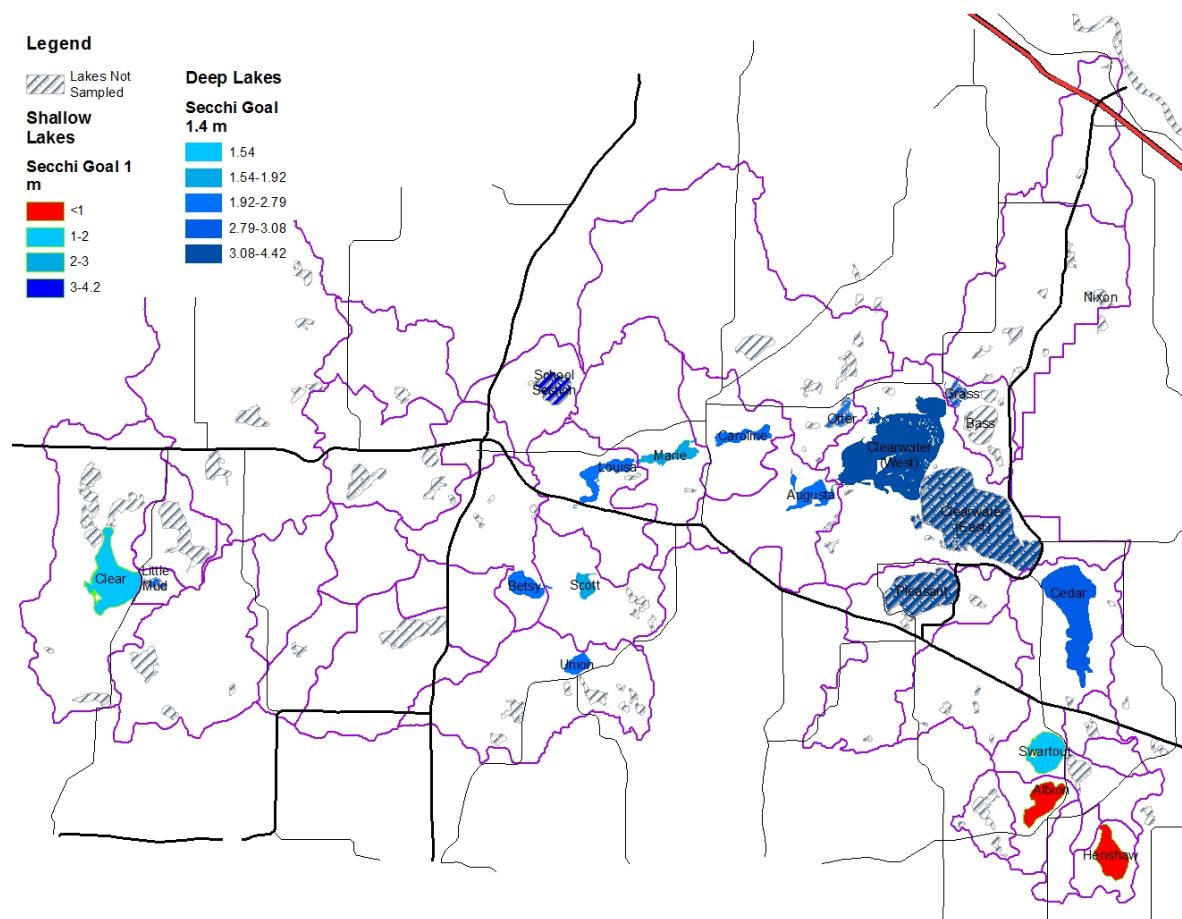 Legend
Lakes Not
Sampled
Shallow
Lakes
Secchi Goal 1
m
<1
1-2
2-3
3-4.2
Deep Lakes
Secchi Goal
1.4 m
1.54
1.54-1.92
1.92-2.79
2.79-3.08
3.08-4.42
Nixon
School
Section
Grass
Otter
Bass
Caroline
Clearwater
(West)
Marie
Louisa
Augusta
Clearwater
(East)
Little
Mud
Clear
Betsy
Scott
Pleasant
Cedar
Union
Swartout
Albion
Henshaw